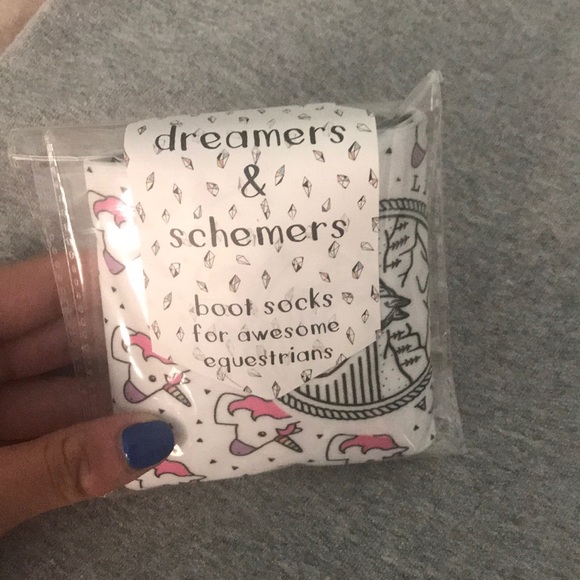 dreamers
&
schemers
boot socks
for awesome
equestrians